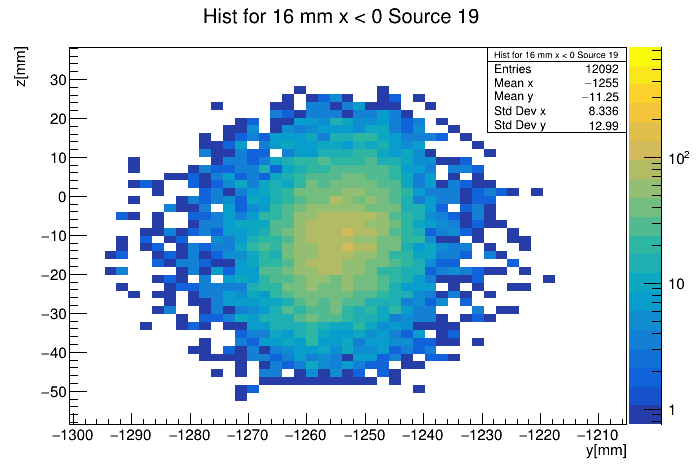 Hist for 16 mm x < 0 Source 19
z[mm]
Hist for 16 mm x < 0 Source 19
Entries 12092
Mean x −1255
Mean y −11.25
Std Dev x 8.336
Std Dev y 12.99
30
20
10
0
−10
−20
−30
−40
−50
10²
10
1
−1300 −1290 −1280 −1270 −1260 −1250 −1240 −1230 −1220 −1210
y[mm]